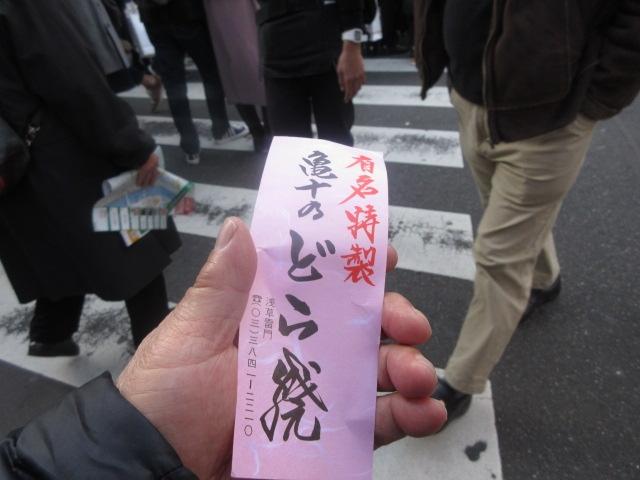 有名特製
亀十の どら焼
浅草雷門
☎(〇三)三八四一-二二一〇